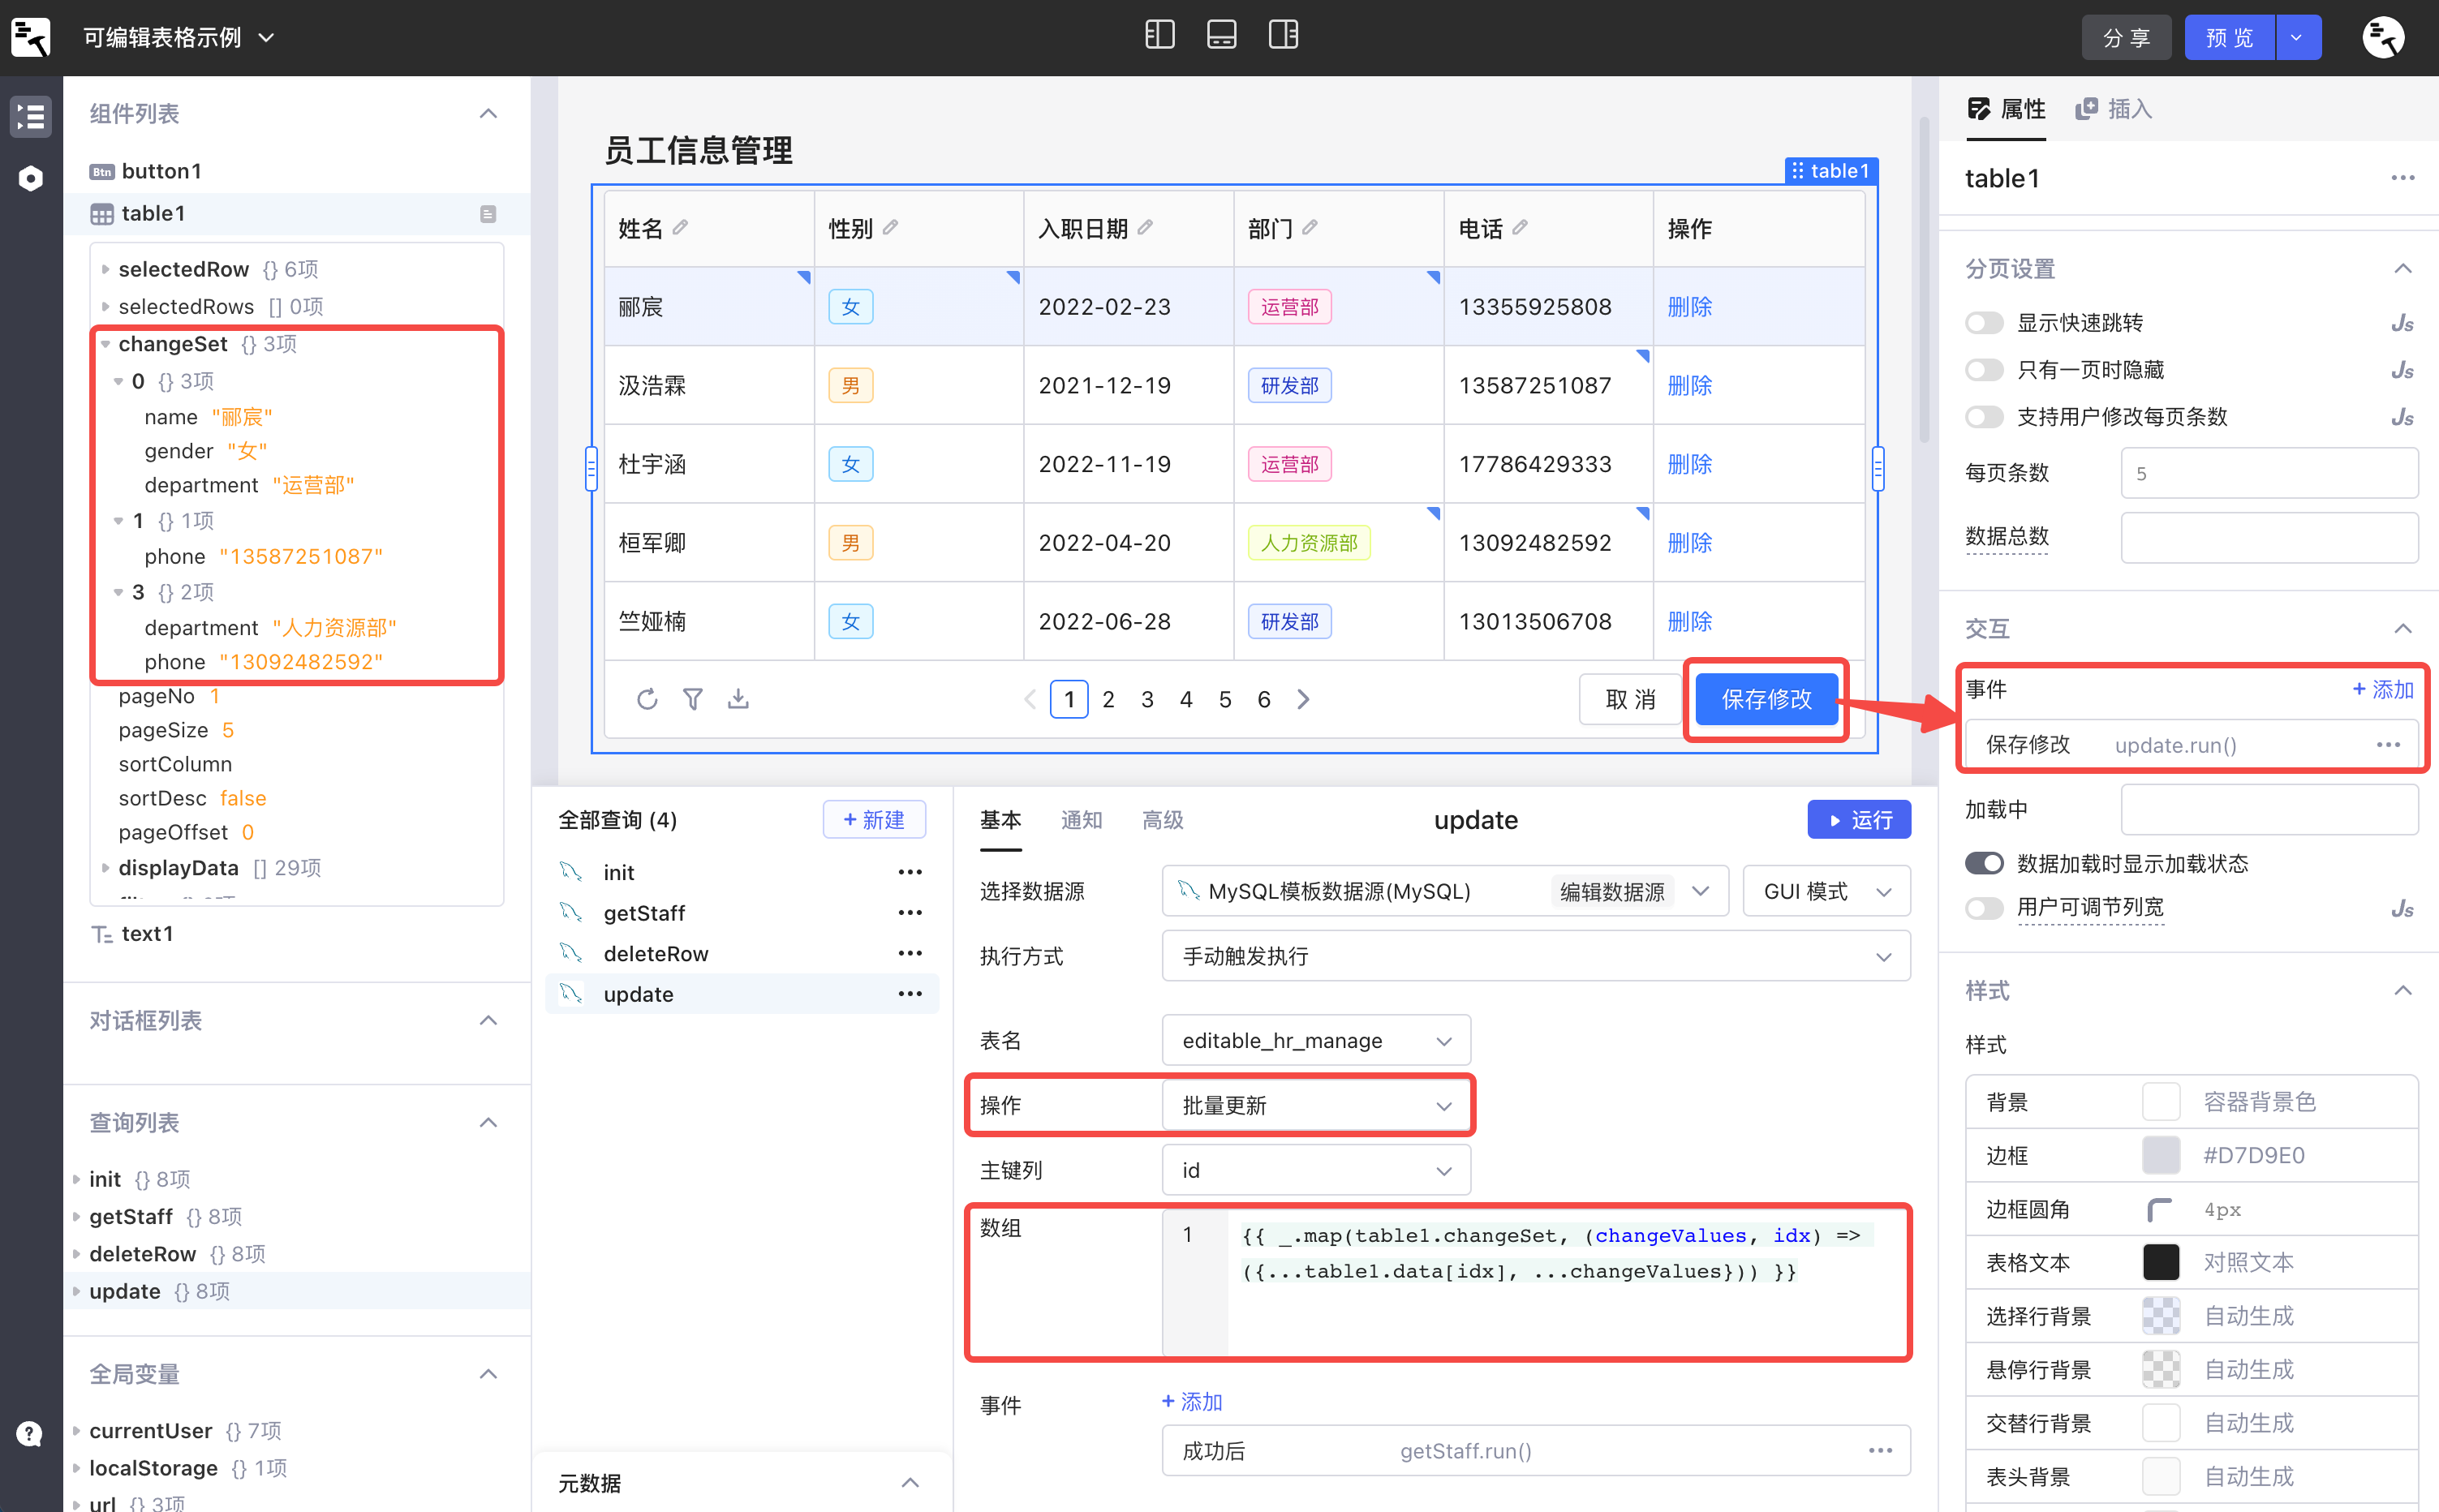 可编辑表格示例
分享
预览
组件列表
Btn button1
table1
selectedRow {} 6项
selectedRows [] 0项
changeSet {} 3项
0 {} 3项
name "郦宸"
gender "女"
department "运营部"
1 {} 1项
phone "13587251087"
3 {} 2项
department "人力资源部"
phone "13092482592"
pageNo 1
pageSize 5
sortColumn
sortDesc false
pageOffset 0
displayData [] 29项
text1
对话框列表
查询列表
init {} 8项
getStaff {} 8项
deleteRow {} 8项
update {} 8项
全局变量
currentUser {} 7项
localStorage {} 1项
url {} 3项
员工信息管理
table1
姓名 性别 入职日期 部门 电话 操作
郦宸 女 2022-02-23 运营部 13355925808 删除
汲浩霖 男 2021-12-19 研发部 13587251087 删除
杜宇涵 女 2022-11-19 运营部 17786429333 删除
桓军卿 男 2022-04-20 人力资源部 13092482592 删除
竺娅楠 女 2022-06-28 研发部 13013506708 删除
1 2 3 4 5 6
取消
保存修改
全部查询 (4)
+ 新建
init
getStaff
deleteRow
update
元数据
基本 通知 高级
update
运行
选择数据源 MySQL模板数据源(MySQL) 编辑数据源 GUI 模式
执行方式 手动触发执行
表名 editable_hr_manage
操作 批量更新
主键列 id
数组 1 {{ _.map(table1.changeSet, (changeValues, idx) =>
({...table1.data[idx], ...changeValues})) }}
事件 + 添加
成功后 getStaff.run()
属性 插入
table1
分页设置
显示快速跳转 Js
只有一页时隐藏 Js
支持用户修改每页条数 Js
每页条数 5
数据总数
交互
事件 + 添加
保存修改 update.run()
加载中
数据加载时显示加载状态
用户可调节列宽 Js
样式
样式
背景 容器背景色
边框 #D7D9E0
边框圆角 4px
表格文本 对照文本
选择行背景 自动生成
悬停行背景 自动生成
交替行背景 自动生成
表头背景 自动生成